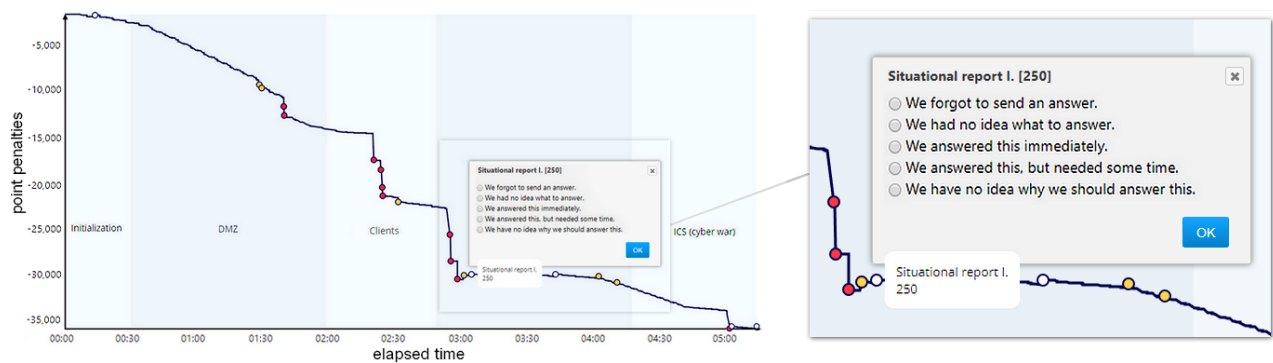 -5,000
-10,000
-15,000
-20,000
-25,000
-30,000
-35,000
point penalties
Initialization
DMZ
Clients
ICS (cyber war)
Situational report I. [250]
We forgot to send an answer.
We had no idea what to answer.
We answered this immediately.
We answered this, but needed some time.
We have no idea why we should answer this.
OK
Situational report I.
250
00:00 00:30 01:00 01:30 02:00 02:30 03:00 03:30 04:00 04:30 05:00
elapsed time
Situational report I. [250]
We forgot to send an answer.
We had no idea what to answer.
We answered this immediately.
We answered this, but needed some time.
We have no idea why we should answer this.
OK
Situational report I.
250